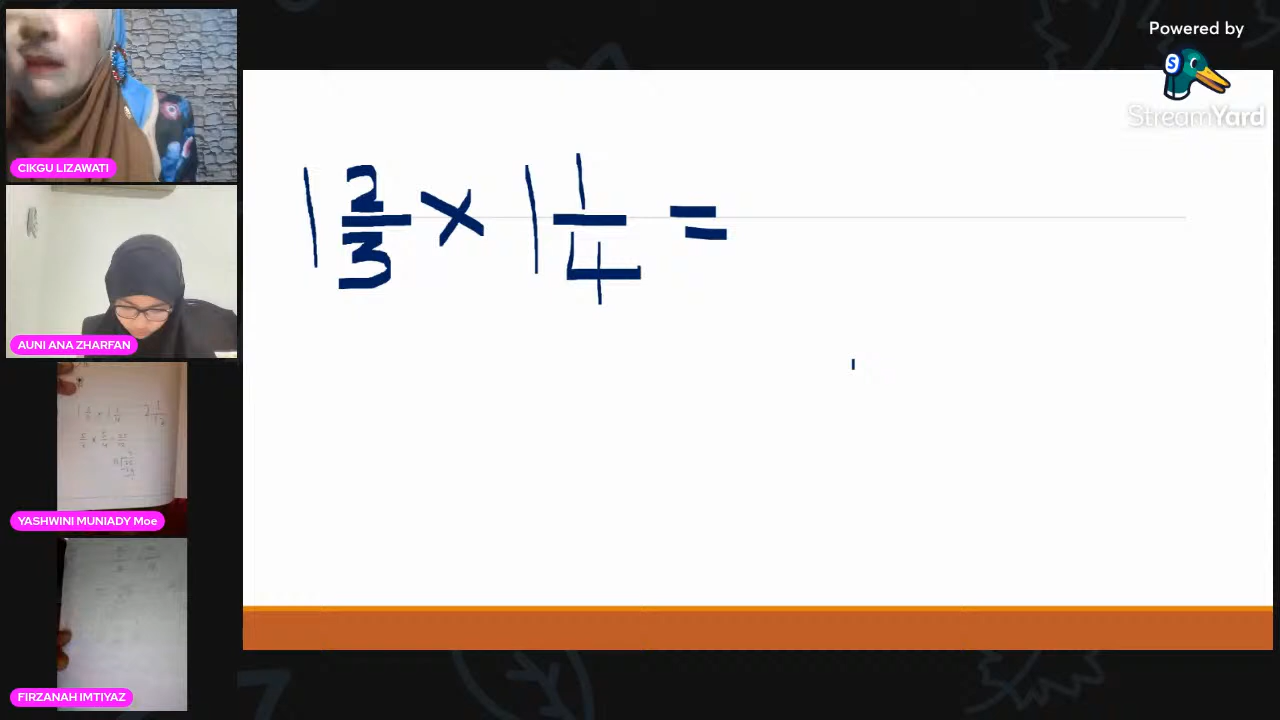 Powered by
S
StreamYard
CIKGU LIZAWATI
1 2/3 × 1 1/4 =
AUNI ANA ZHARFAN
YASHWINI MUNIADY Moe
FIRZANAH IMTIYAZ